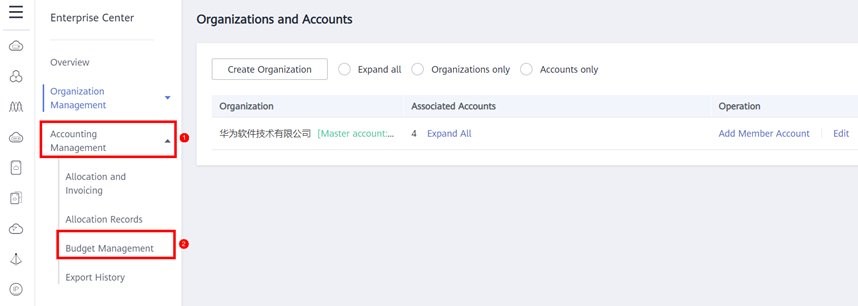 Enterprise Center
Overview
Organization
Management
Accounting
Management
1
Allocation and
Invoicing
Allocation Records
Budget Management
2
Export History
Organizations and Accounts
Create Organization Expand all Organizations only Accounts only
Organization Associated Accounts Operation
华为软件技术有限公司 [Master account:... 4 Expand All Add Member Account Edit
IP